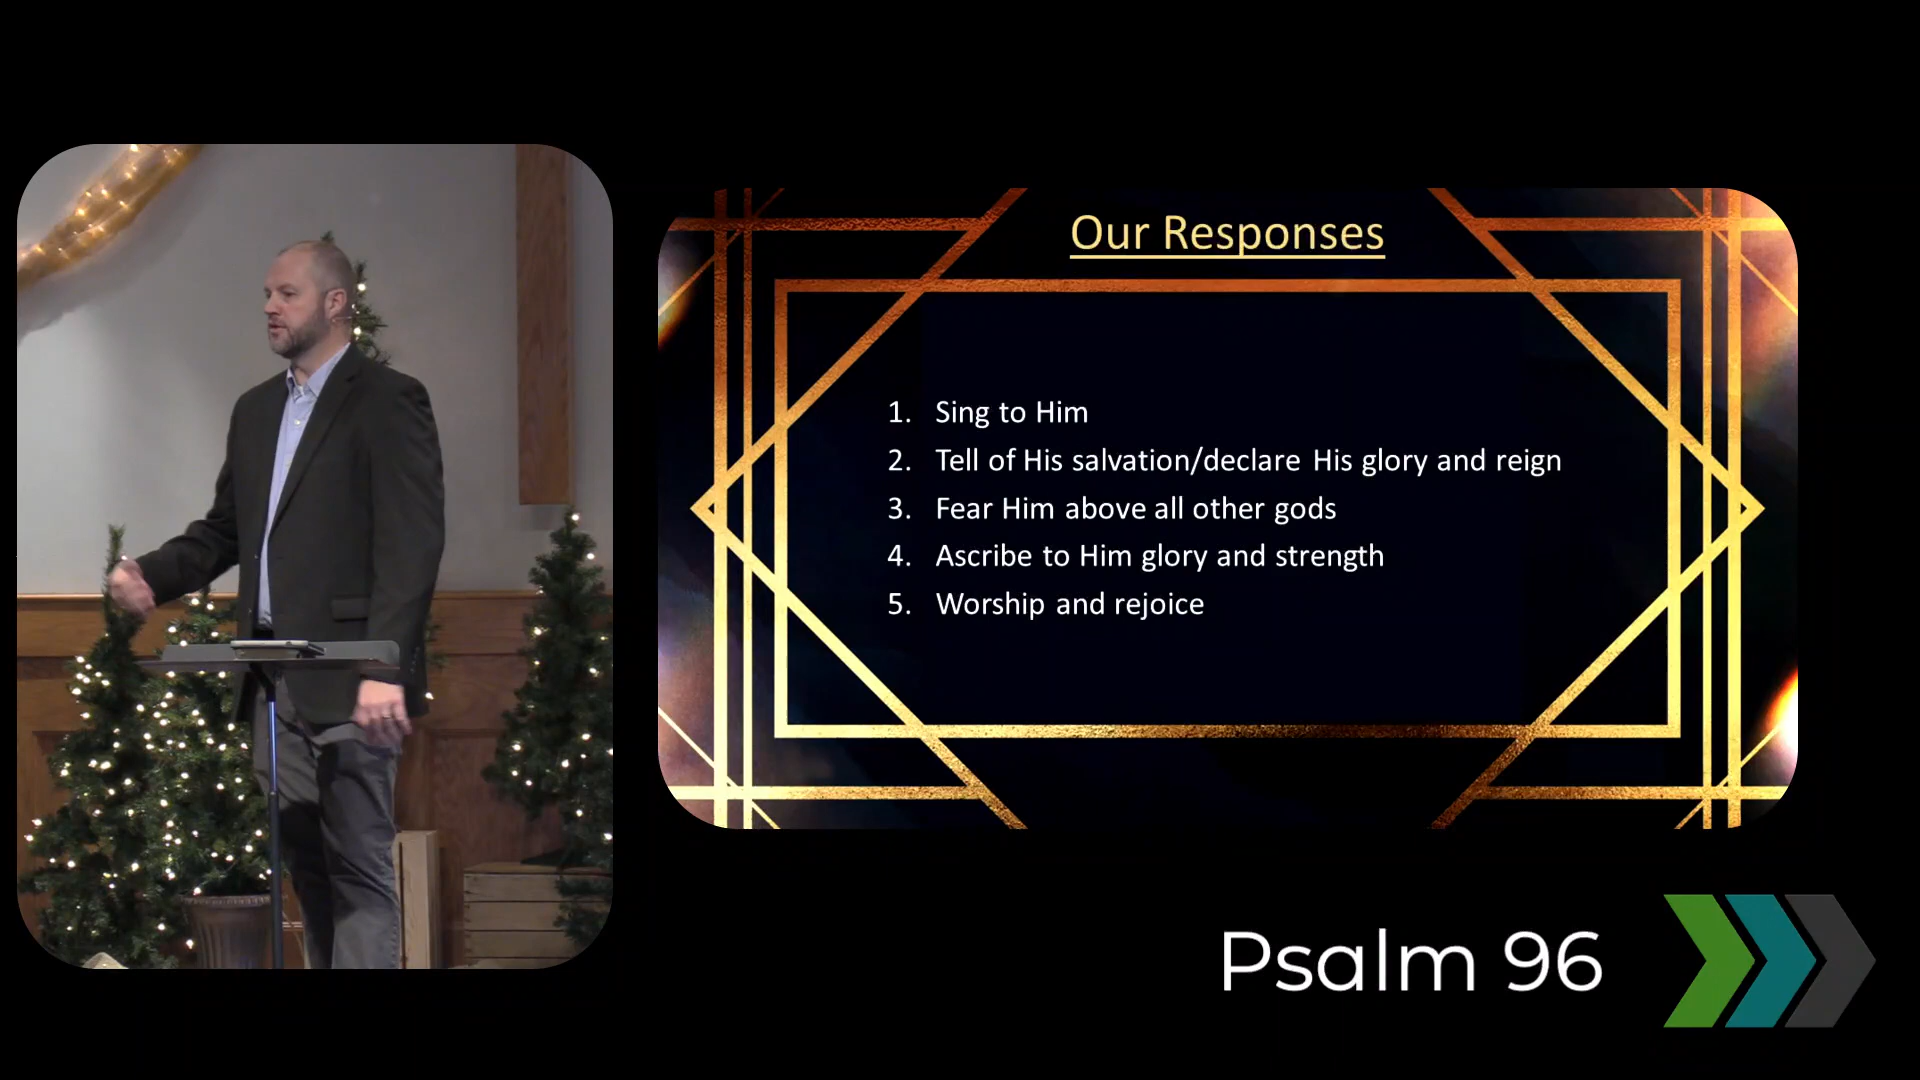 Our Responses
1. Sing to Him
2. Tell of His salvation/declare His glory and reign
3. Fear Him above all other gods
4. Ascribe to Him glory and strength
5. Worship and rejoice
Psalm 96